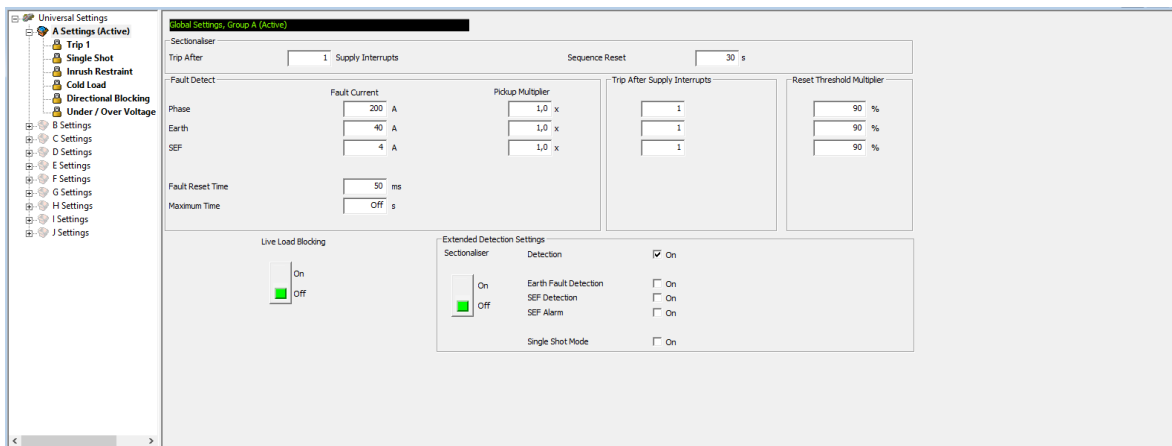 Universal Settings
A Settings (Active)
Trip 1
Single Shot
Inrush Restraint
Cold Load
Directional Blocking
Under / Over Voltage
B Settings
C Settings
D Settings
E Settings
F Settings
G Settings
H Settings
I Settings
J Settings
Global Settings, Group A (Active)
Sectionaliser
Trip After 1 Supply Interrupts Sequence Reset 30 s
Fault Detect Trip After Supply Interrupts Reset Threshold Multiplier
Fault Current Pickup Multiplier
Phase 200 A 1,0 x 1 90 %
Earth 40 A 1,0 x 1 90 %
SEF 4 A 1,0 x 1 90 %
Fault Reset Time 50 ms
Maximum Time Off s
Live Load Blocking
On
Off
Extended Detection Settings
Sectionaliser Detection On
On
Off
Earth Fault Detection On
SEF Detection On
SEF Alarm On
Single Shot Mode On